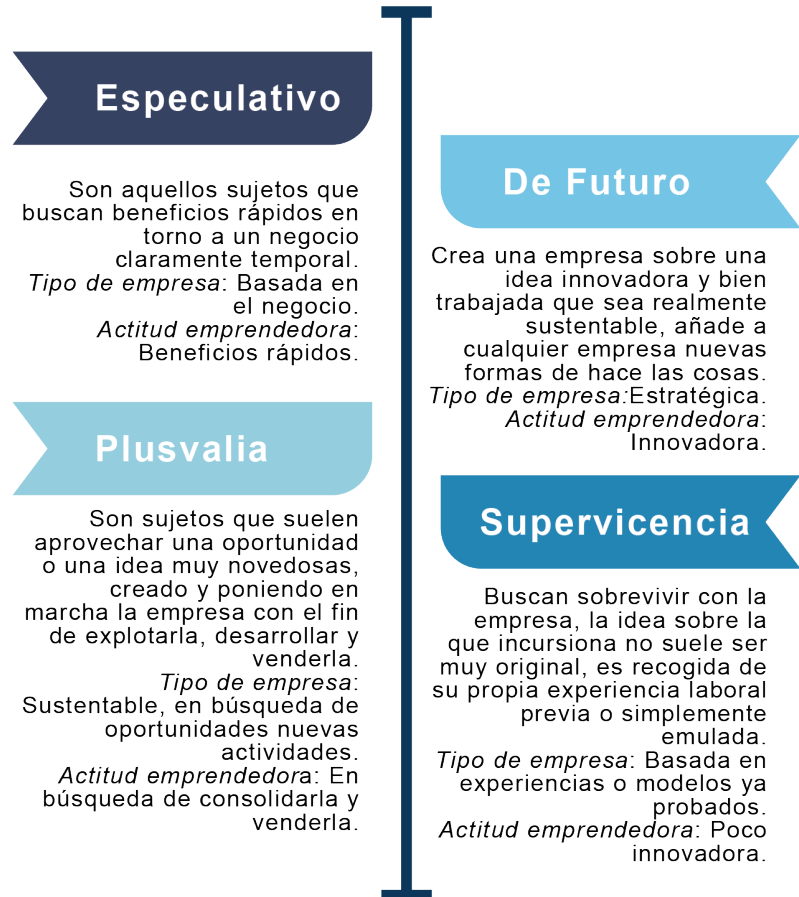 Especulativo
Son aquellos sujetos que
buscan beneficios rápidos en
torno a un negocio
claramente temporal.
Tipo de empresa: Basada en
el negocio.
Actitud emprendedora:
Beneficios rápidos.
De Futuro
Crea una empresa sobre una
idea innovadora y bien
trabajada que sea realmente
sustentable, añade a
cualquier empresa nuevas
formas de hace las cosas.
Tipo de empresa:Estratégica.
Actitud emprendedora:
Innovadora.
Plusvalia
Son sujetos que suelen
aprovechar una oportunidad
o una idea muy novedosas,
creado y poniendo en
marcha la empresa con el fin
de explotarla, desarrollar y
venderla.
Tipo de empresa:
Sustentable, en búsqueda de
oportunidades nuevas
actividades.
Actitud emprendedora: En
búsqueda de consolidarla y
venderla.
Supervicencia
Buscan sobrevivir con la
empresa, la idea sobre la
que incursiona no suele ser
muy original, es recogida de
su propia experiencia laboral
previa o simplemente
emulada.
Tipo de empresa: Basada en
experiencias o modelos ya
probados.
Actitud emprendedora: Poco
innovadora.